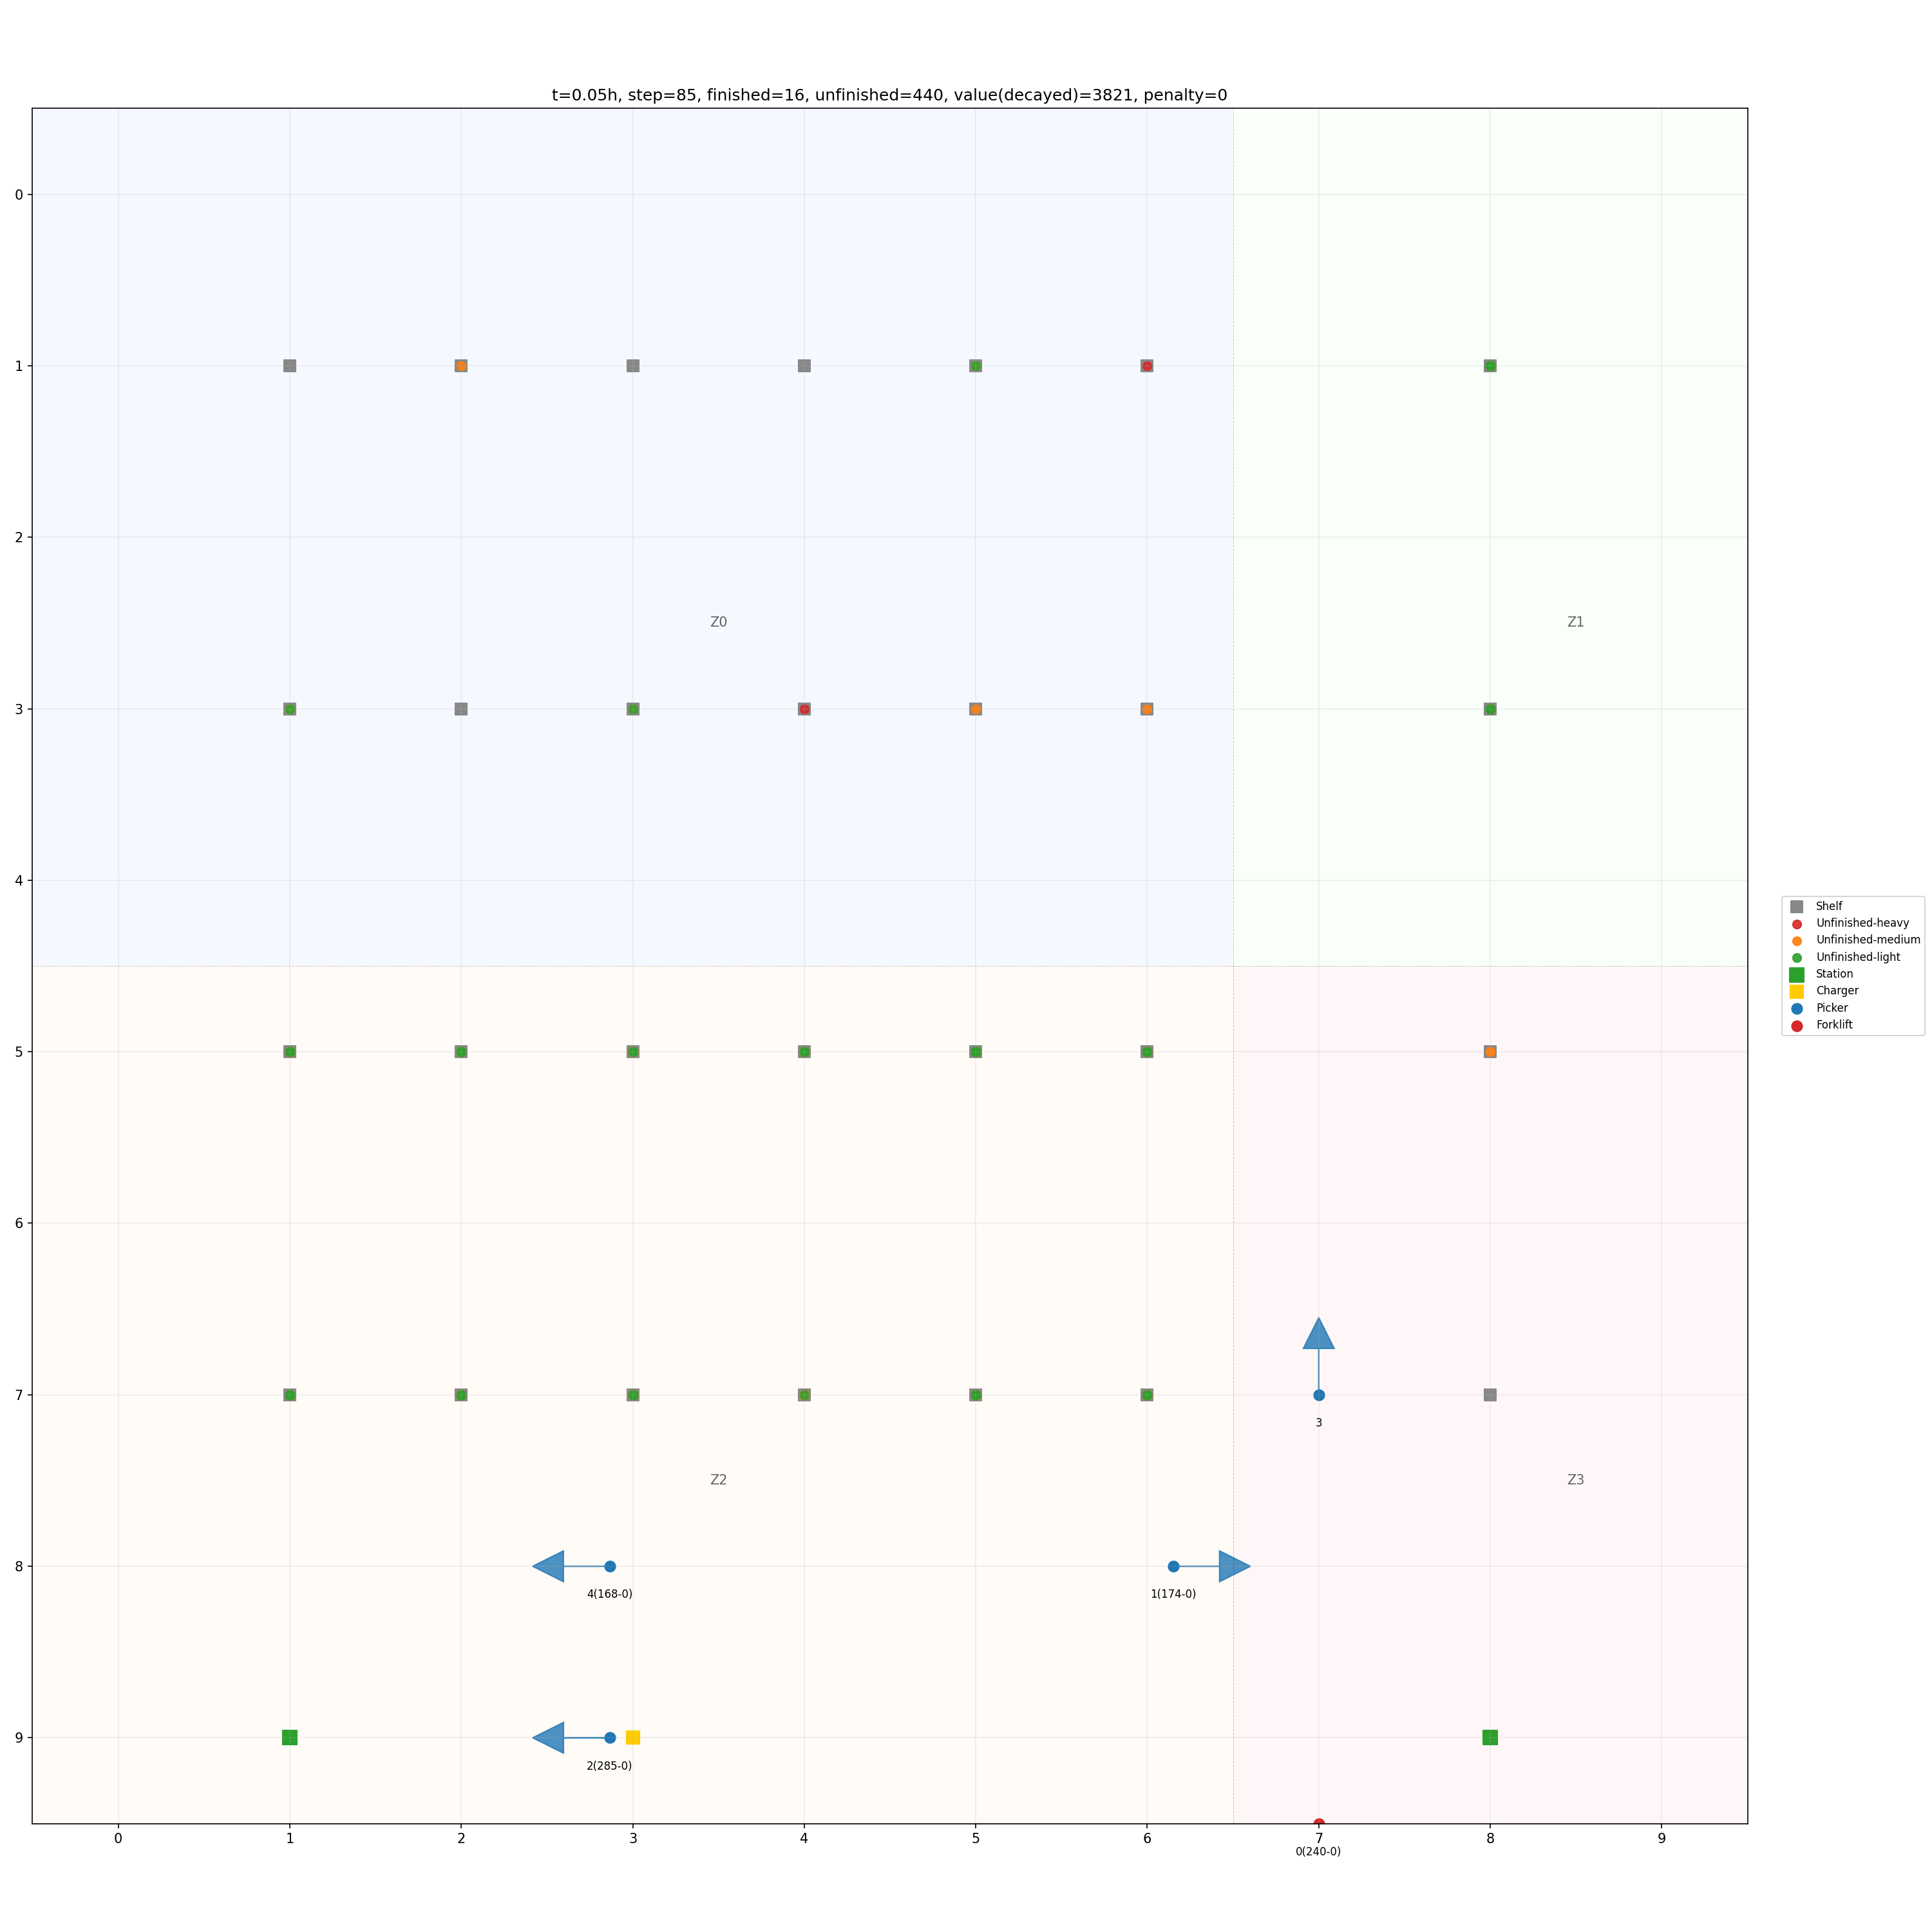 t=0.05h, step=85, finished=16, unfinished=440, value(decayed)=3821, penalty=0
0
1
2
Z0
Z1
3
4
Shelf
Unfinished-heavy
Unfinished-medium
Unfinished-light
Station
Charger
Picker
Forklift
5
6
7
3
Z2
Z3
8
4(168-0)
1(174-0)
9
2(285-0)
0 1 2 3 4 5 6 7 8 9
0(240-0)